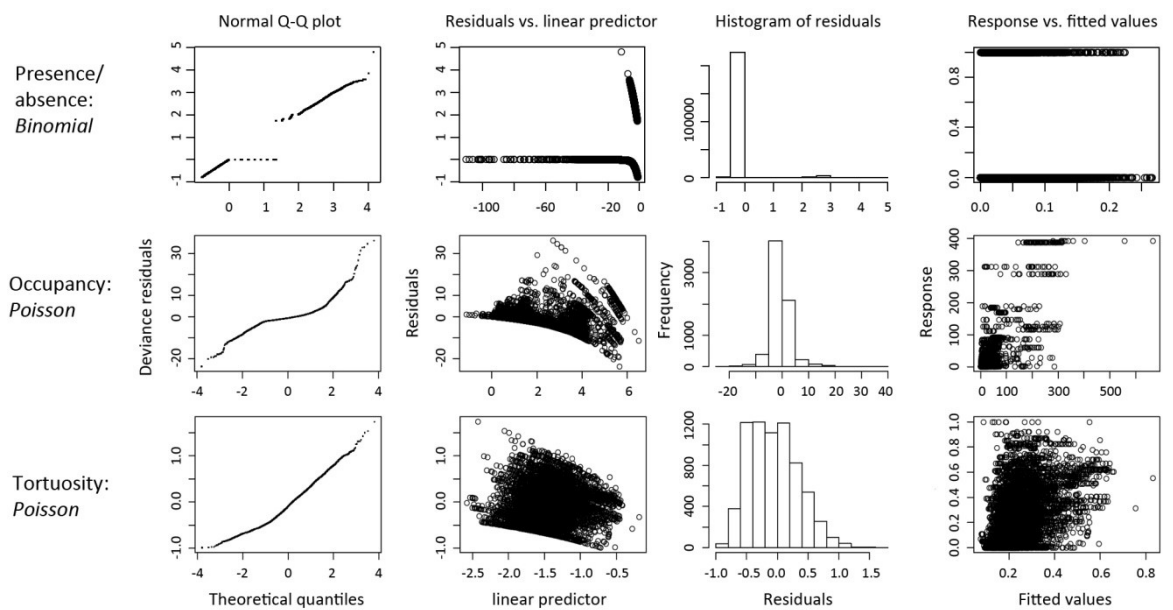 Normal Q-Q plot
Residuals vs. linear predictor
Histogram of residuals
Response vs. fitted values
Presence/
absence:
Binomial
-1 0 1 2 3 4 5
0 1 2 3 4
-1 0 1 2 3 4 5
-100 -60 -20 0
0 100000
-1 0 1 2 3 4 5
0.0 0.4 0.8
0.0 0.1 0.2
Occupancy:
Poisson
Deviance residuals
-20 0 10 30
-4 -2 0 2 4
Residuals
-20 0 10 30
0 2 4 6
Frequency
0 2000 4000
-20 0 10 20 30 40
Response
0 100 200 300 400
0 100 300 500
Tortuosity:
Poisson
-1.0 0.0 1.0
-4 -2 0 2 4
Theoretical quantiles
-1.0 0.0 1.0
-2.5 -2.0 -1.5 -1.0 -0.5
linear predictor
0 400 800 1200
-1.0 0.0 0.5 1.0 1.5
Residuals
0.0 0.2 0.4 0.6 0.8 1.0
0.2 0.4 0.6 0.8
Fitted values